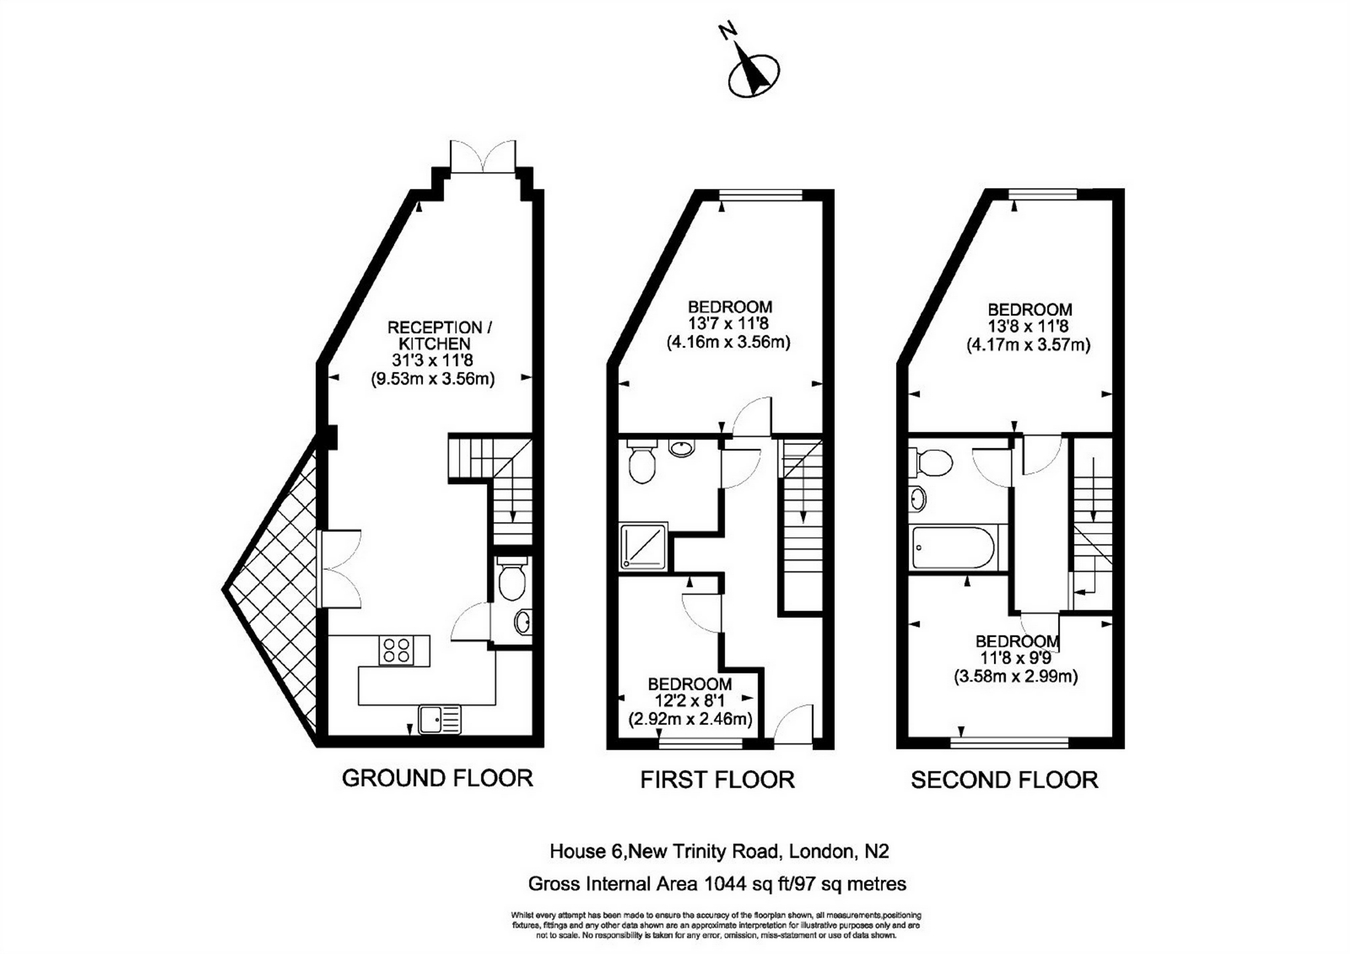 N
RECEPTION /
KITCHEN
31'3 x 11'8
(9.53m x 3.56m)
GROUND FLOOR
BEDROOM
13'7 x 11'8
(4.16m x 3.56m)
BEDROOM
12'2 x 8'1
(2.92m x 2.46m)
FIRST FLOOR
BEDROOM
13'8 x 11'8
(4.17m x 3.57m)
BEDROOM
11'8 x 9'9
(3.58m x 2.99m)
SECOND FLOOR
House 6,New Trinity Road, London, N2
Gross Internal Area 1044 sq ft/97 sq metres
Whilst every attempt has been made to ensure the accuracy of the floorplan shown, all measurements,positioning
fixtures, fittings and any other data shown are an approximate interpretation for illustrative purposes only and are
not to scale. No responsibility is taken for any error, omission, miss-statement or use of data shown.